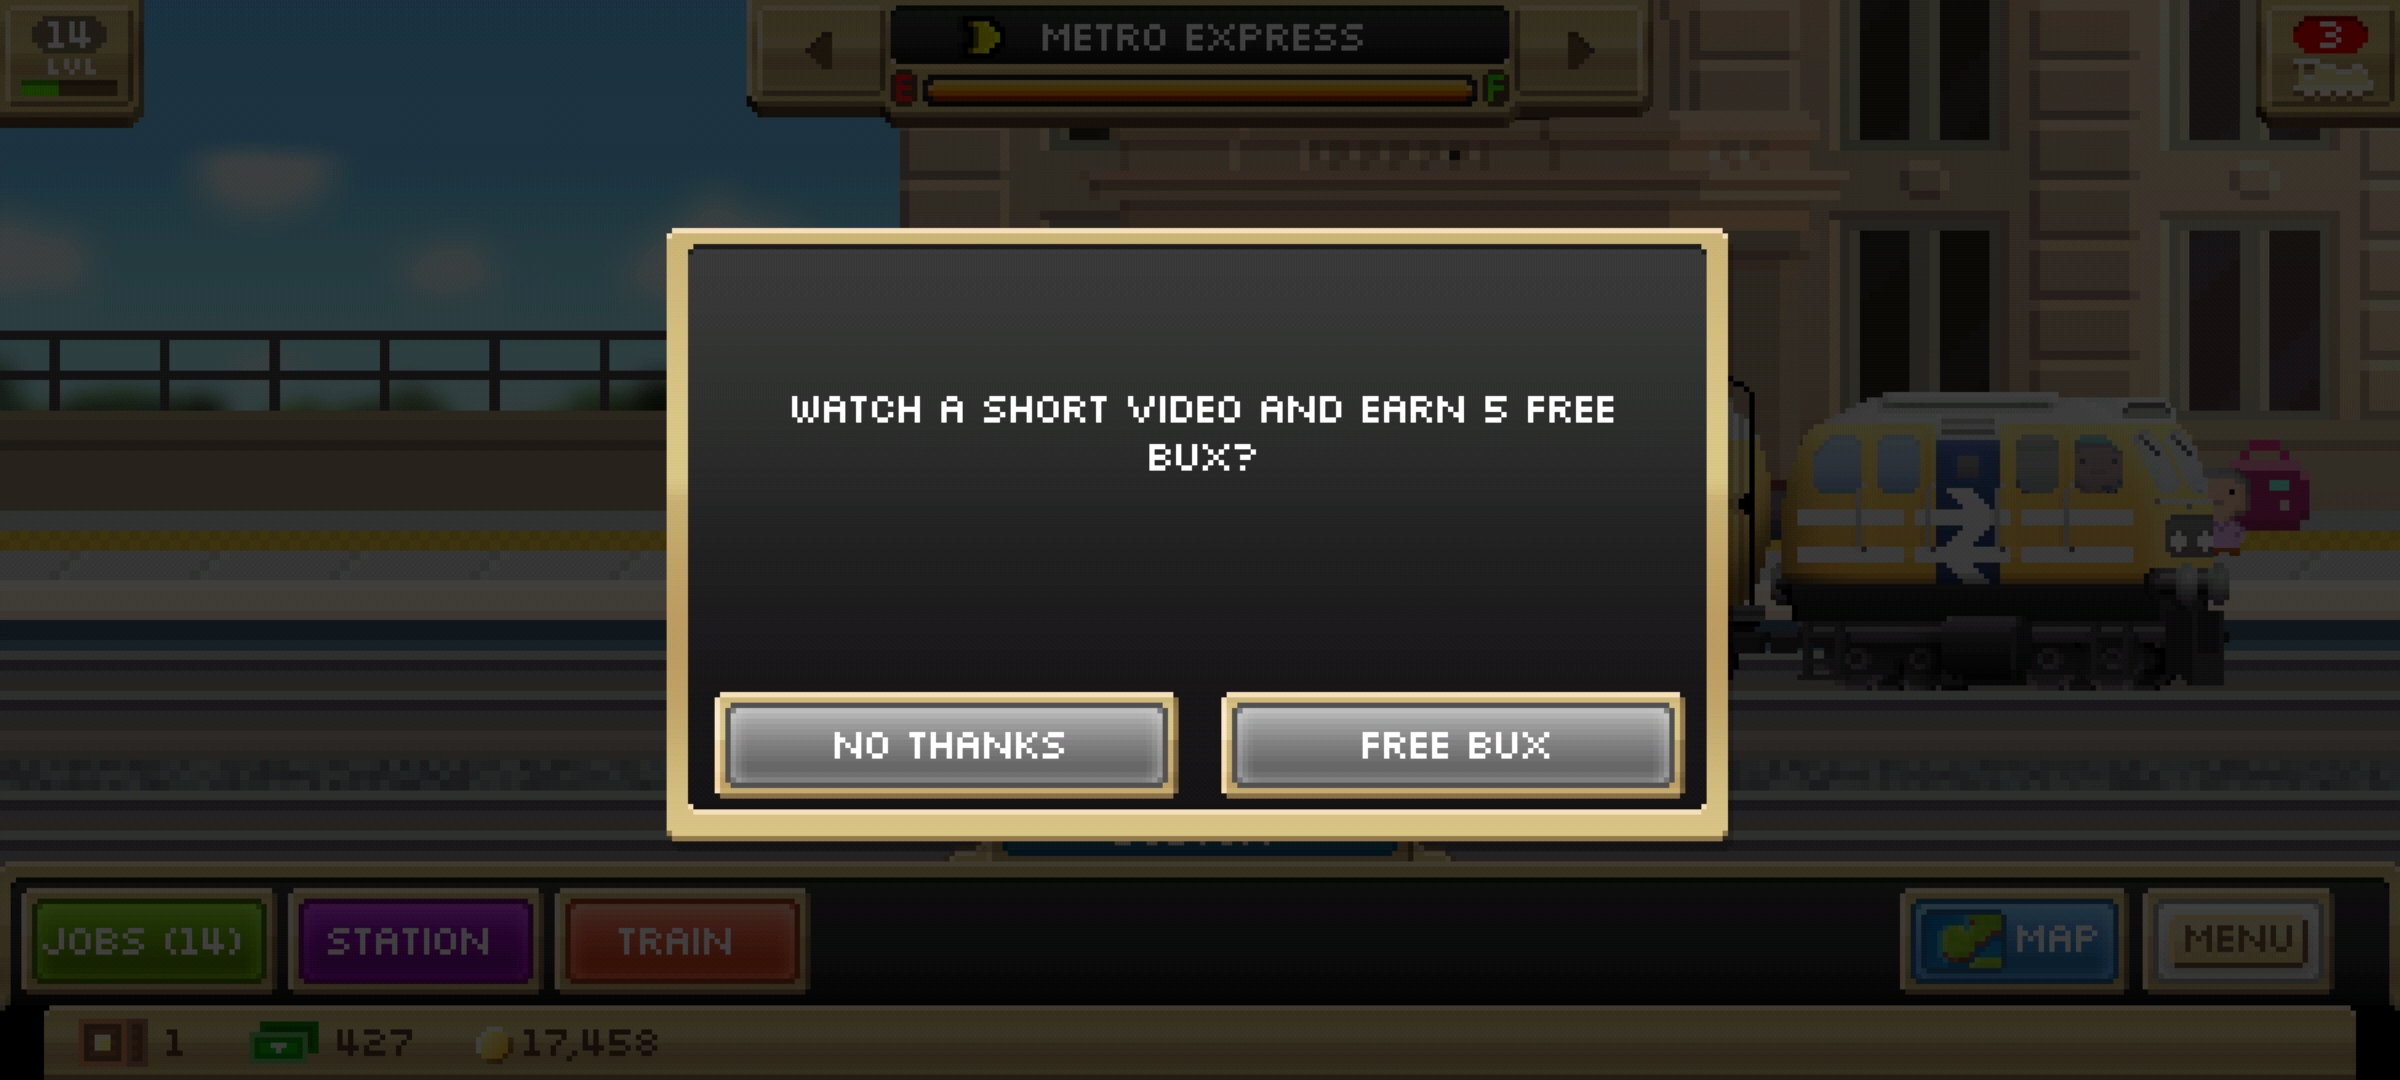 14
LVL
METRO EXPRESS
E F
3
WATCH A SHORT VIDEO AND EARN 5 FREE
BUX?
NO THANKS
FREE BUX
JOBS (14)
STATION
TRAIN
MAP
MENU
1
427
17,458